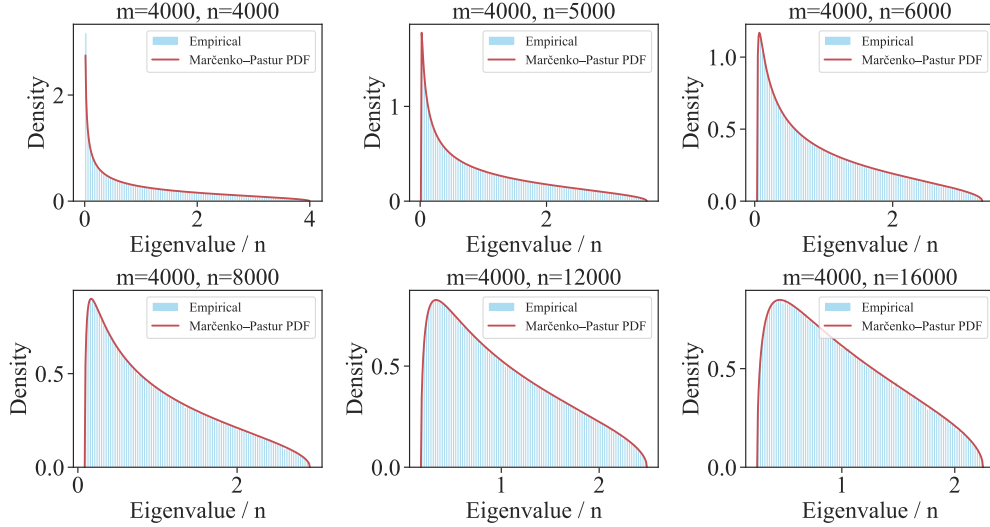 m=4000, n=4000
Density
2
0
Empirical
Marčenko–Pastur PDF
0
2
4
Eigenvalue / n
m=4000, n=5000
Density
1
0
Empirical
Marčenko–Pastur PDF
0
2
Eigenvalue / n
m=4000, n=6000
Density
1.0
0.5
0.0
Empirical
Marčenko–Pastur PDF
0
2
Eigenvalue / n
m=4000, n=8000
Density
0.5
0.0
Empirical
Marčenko–Pastur PDF
0
2
Eigenvalue / n
m=4000, n=12000
Density
0.5
0.0
Empirical
Marčenko–Pastur PDF
1
2
Eigenvalue / n
m=4000, n=16000
Density
0.5
0.0
Empirical
Marčenko–Pastur PDF
1
2
Eigenvalue / n